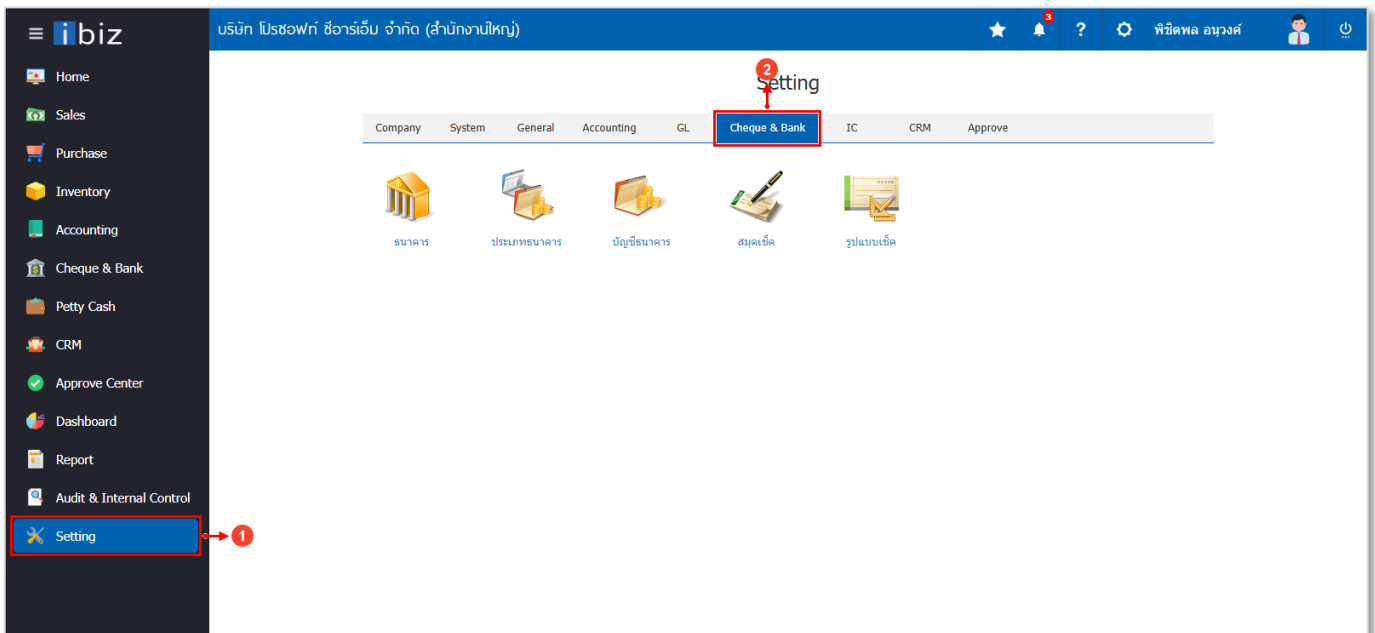 ibiz
บริษัท โปรซอฟท์ ซีอาร์เอ็ม จำกัด (สำนักงานใหญ่)
3
?
พิชิตพล อนุวงค์
Home
Sales
Purchase
Inventory
Accounting
Cheque & Bank
Petty Cash
CRM
Approve Center
Dashboard
Report
Audit & Internal Control
Setting
1
2
Setting
Company System General Accounting GL Cheque & Bank IC CRM Approve
ธนาคาร ประเภทธนาคาร บัญชีธนาคาร สมุดเช็ค รูปแบบเช็ค